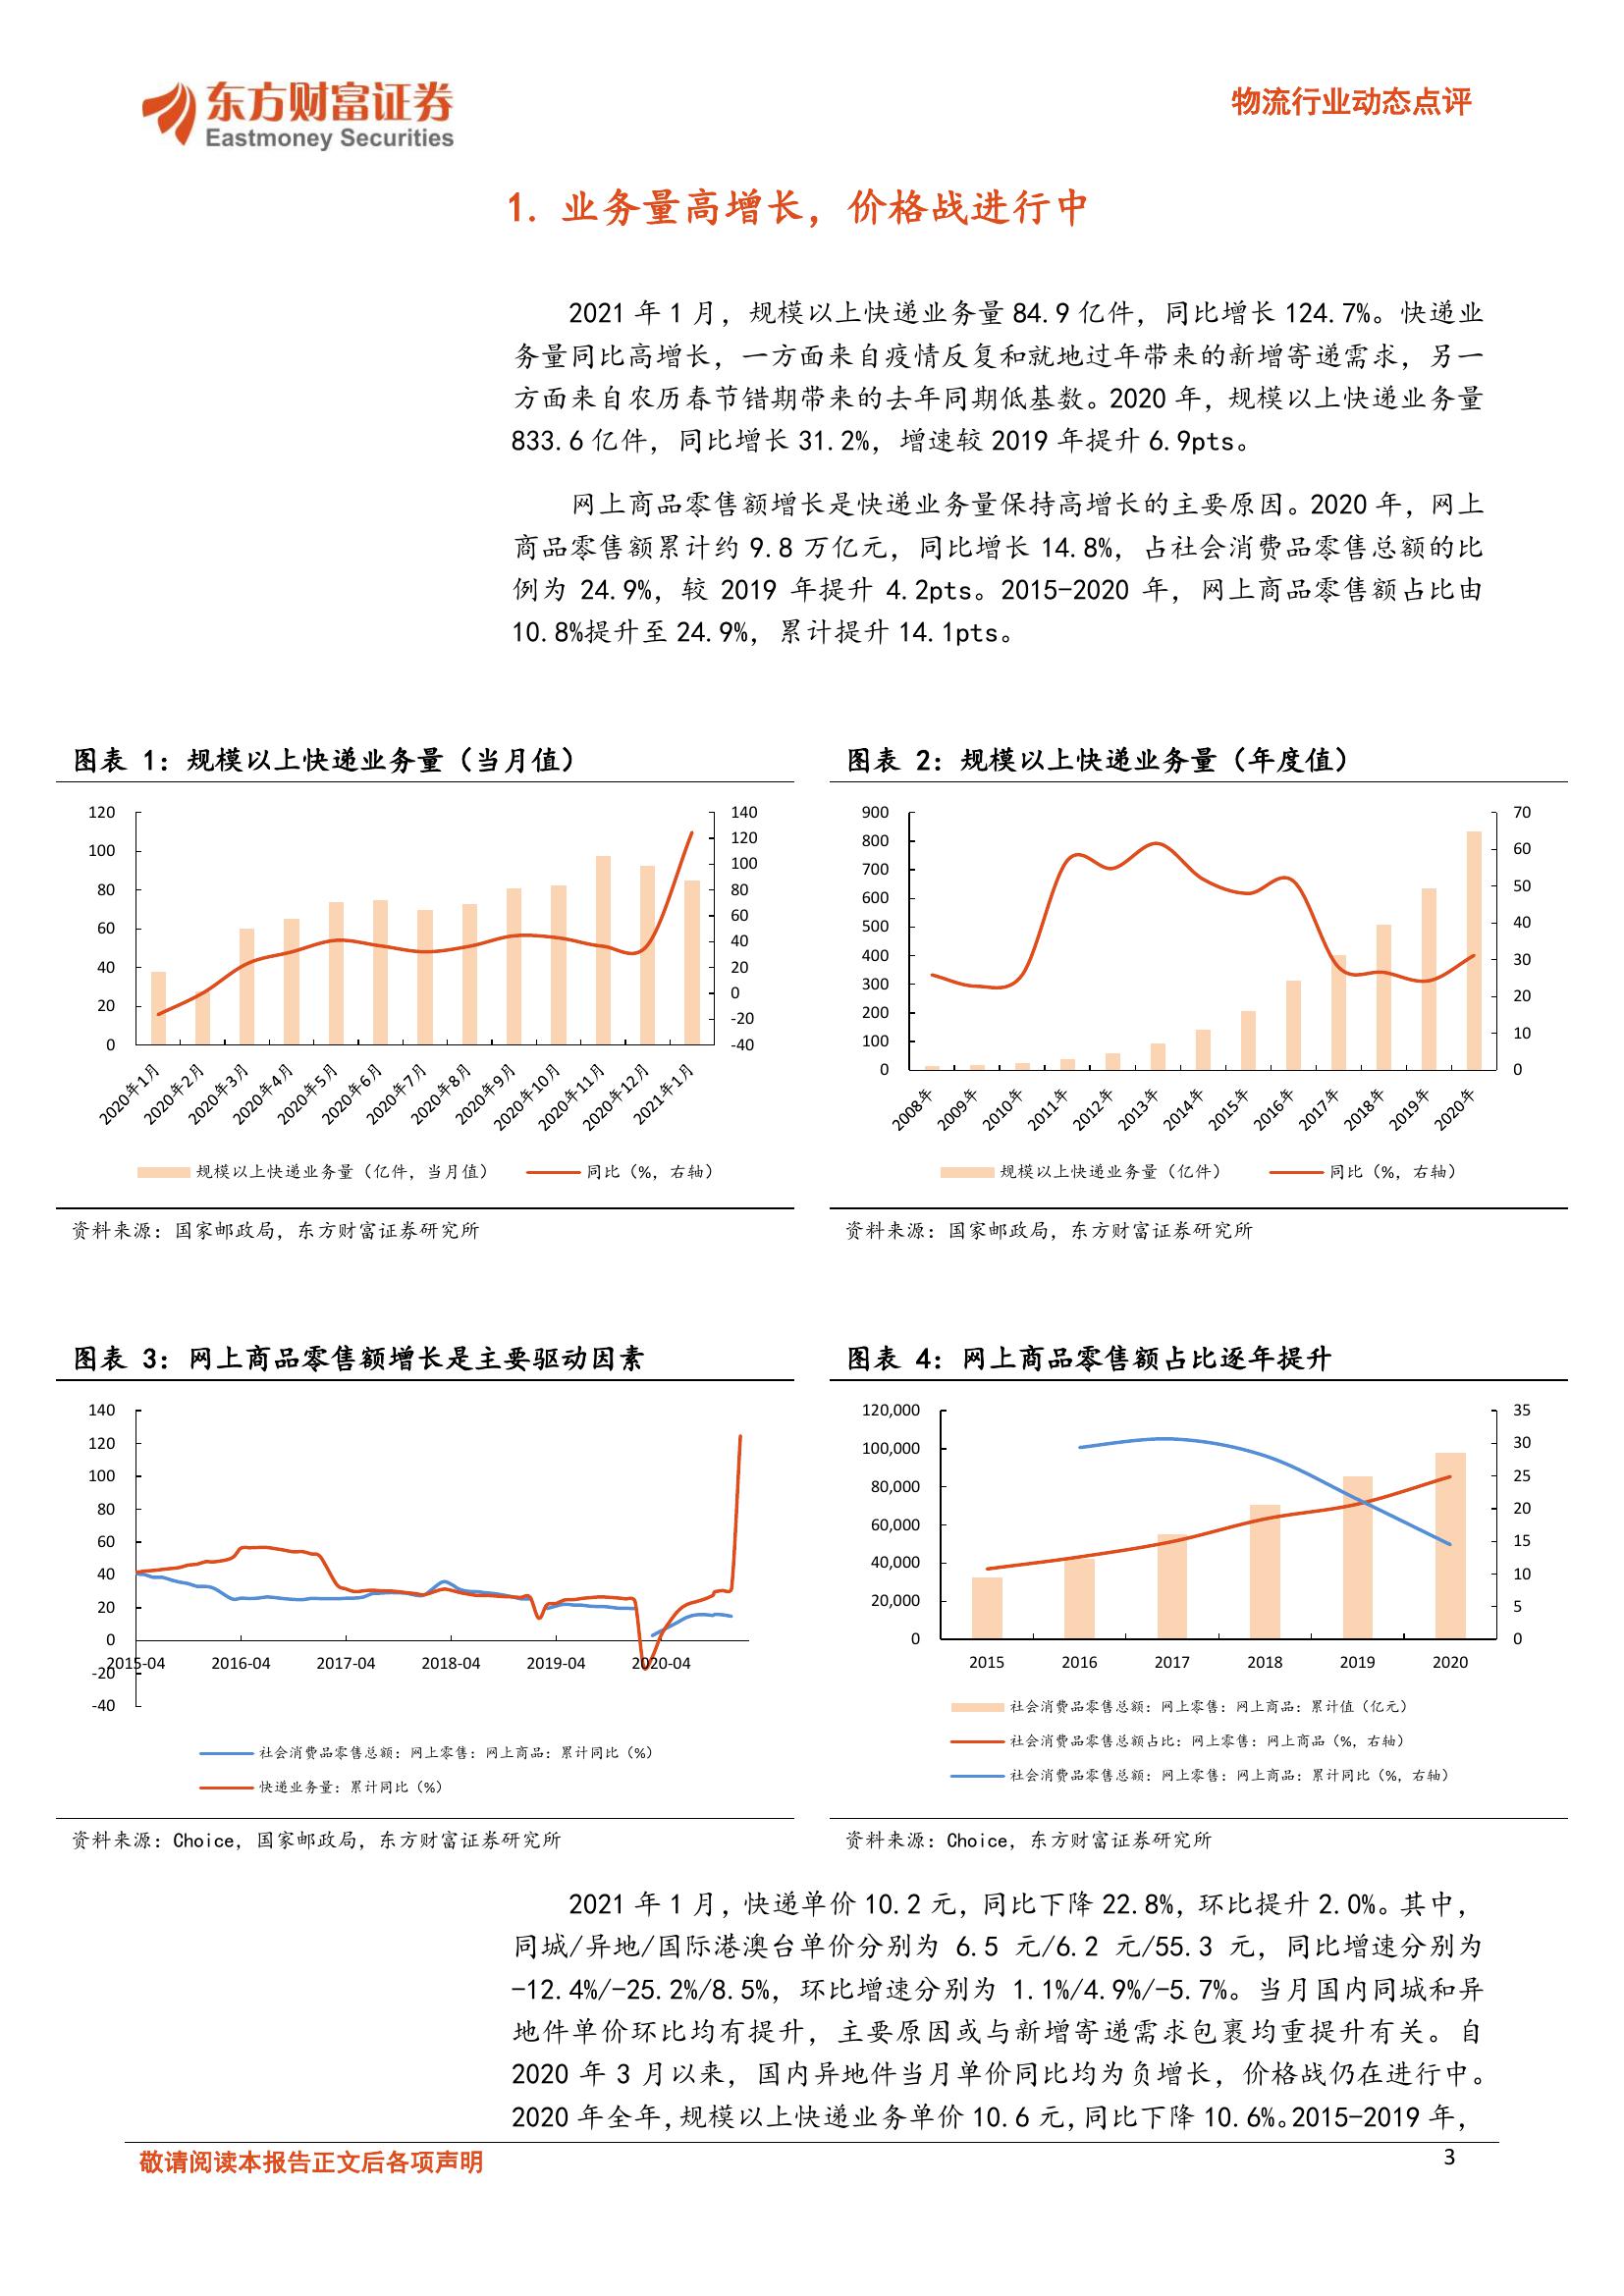 东方财富证券
Eastmoney Securities
物流行业动态点评
1. 业务量高增长，价格战进行中
2021 年 1 月，规模以上快递业务量 84.9 亿件，同比增长 124.7%。快递业
务量同比高增长，一方面来自疫情反复和就地过年带来的新增寄递需求，另一
方面来自农历春节错期带来的去年同期低基数。2020 年，规模以上快递业务量
833.6 亿件，同比增长 31.2%，增速较 2019 年提升 6.9pts。
网上商品零售额增长是快递业务量保持高增长的主要原因。2020 年，网上
商品零售额累计约 9.8 万亿元，同比增长 14.8%，占社会消费品零售总额的比
例为 24.9%，较 2019 年提升 4.2pts。2015-2020 年，网上商品零售额占比由
10.8%提升至 24.9%，累计提升 14.1pts。
图表 1：规模以上快递业务量（当月值）
120
100
80
60
40
20
0
140
120
100
80
60
40
20
0
-20
-40
2020年1月
2020年2月
2020年3月
2020年4月
2020年5月
2020年6月
2020年7月
2020年8月
2020年9月
2020年10月
2020年11月
2020年12月
2021年1月
规模以上快递业务量（亿件，当月值）
同比（%，右轴）
资料来源：国家邮政局，东方财富证券研究所
图表 2：规模以上快递业务量（年度值）
900
800
700
600
500
400
300
200
100
0
70
60
50
40
30
20
10
0
2008年
2009年
2010年
2011年
2012年
2013年
2014年
2015年
2016年
2017年
2018年
2019年
2020年
规模以上快递业务量（亿件）
同比（%，右轴）
资料来源：国家邮政局，东方财富证券研究所
图表 3：网上商品零售额增长是主要驱动因素
140
120
100
80
60
40
20
0
-20
-40
2015-04
2016-04
2017-04
2018-04
2019-04
2020-04
社会消费品零售总额：网上零售：网上商品：累计同比（%）
快递业务量：累计同比（%）
资料来源：Choice，国家邮政局，东方财富证券研究所
图表 4：网上商品零售额占比逐年提升
120,000
100,000
80,000
60,000
40,000
20,000
0
35
30
25
20
15
10
5
0
2015
2016
2017
2018
2019
2020
社会消费品零售总额：网上零售：网上商品：累计值（亿元）
社会消费品零售总额占比：网上零售：网上商品（%，右轴）
社会消费品零售总额：网上零售：网上商品：累计同比（%，右轴）
资料来源：Choice，东方财富证券研究所
2021 年 1 月，快递单价 10.2 元，同比下降 22.8%，环比提升 2.0%。其中，
同城/异地/国际港澳台单价分别为 6.5 元/6.2 元/55.3 元，同比增速分别为
-12.4%/-25.2%/8.5%，环比增速分别为 1.1%/4.9%/-5.7%。当月国内同城和异
地件单价环比均有提升，主要原因或与新增寄递需求包裹均重提升有关。自
2020 年 3 月以来，国内异地件当月单价同比均为负增长，价格战仍在进行中。
2020 年全年，规模以上快递业务单价 10.6 元，同比下降 10.6%。2015-2019 年，
敬请阅读本报告正文后各项声明
3